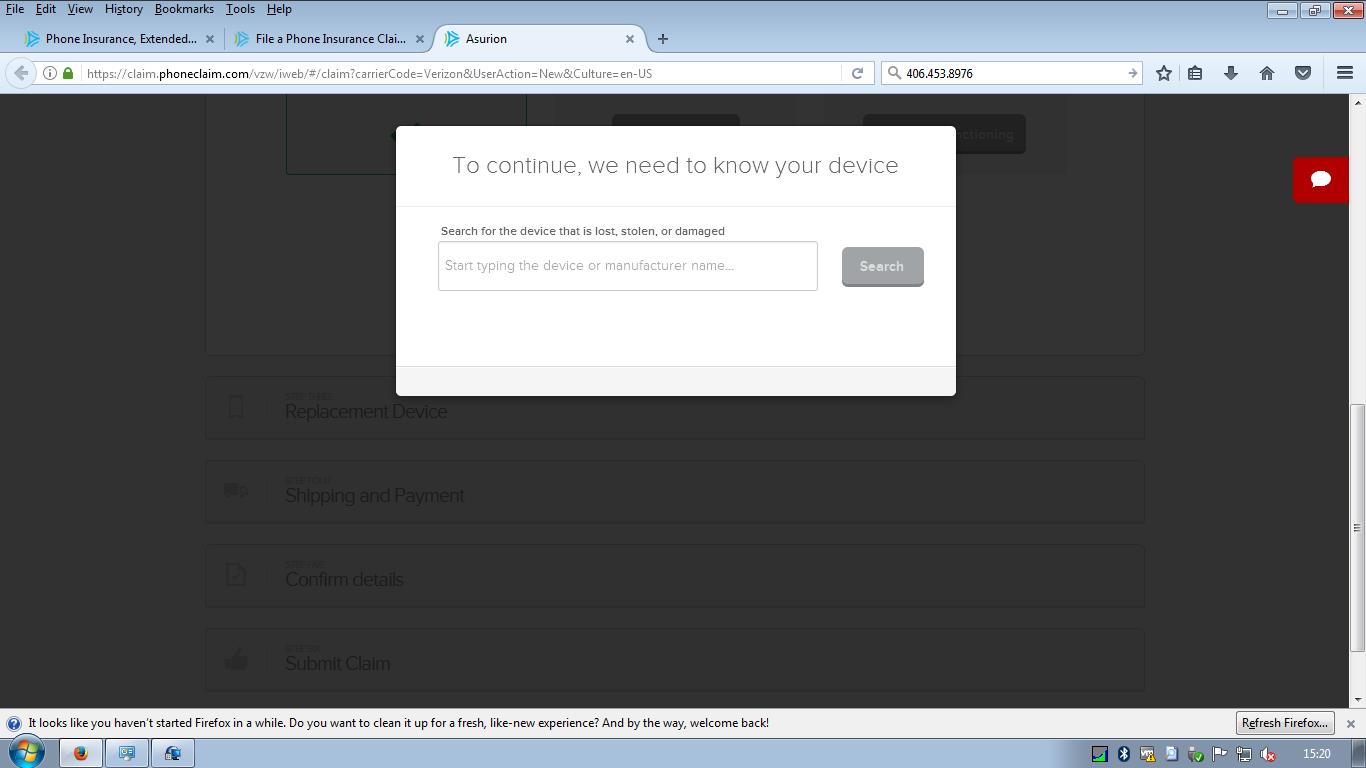 File Edit View History Bookmarks Tools Help
Phone Insurance, Extended... File a Phone Insurance Clai... Asurion
https://claim.phoneclaim.com/vzw/iweb/#/claim?carrierCode=Verizon&UserAction=New&Culture=en-US 406.453.8976
nctioning
To continue, we need to know your device
Search for the device that is lost, stolen, or damaged
Start typing the device or manufacturer name...
Search
STEP THREE
Replacement Device
STEP FOUR
Shipping and Payment
STEP FIVE
Confirm details
STEP SIX
Submit Claim
It looks like you haven't started Firefox in a while. Do you want to clean it up for a fresh, like-new experience? And by the way, welcome back! Refresh Firefox...
15:20